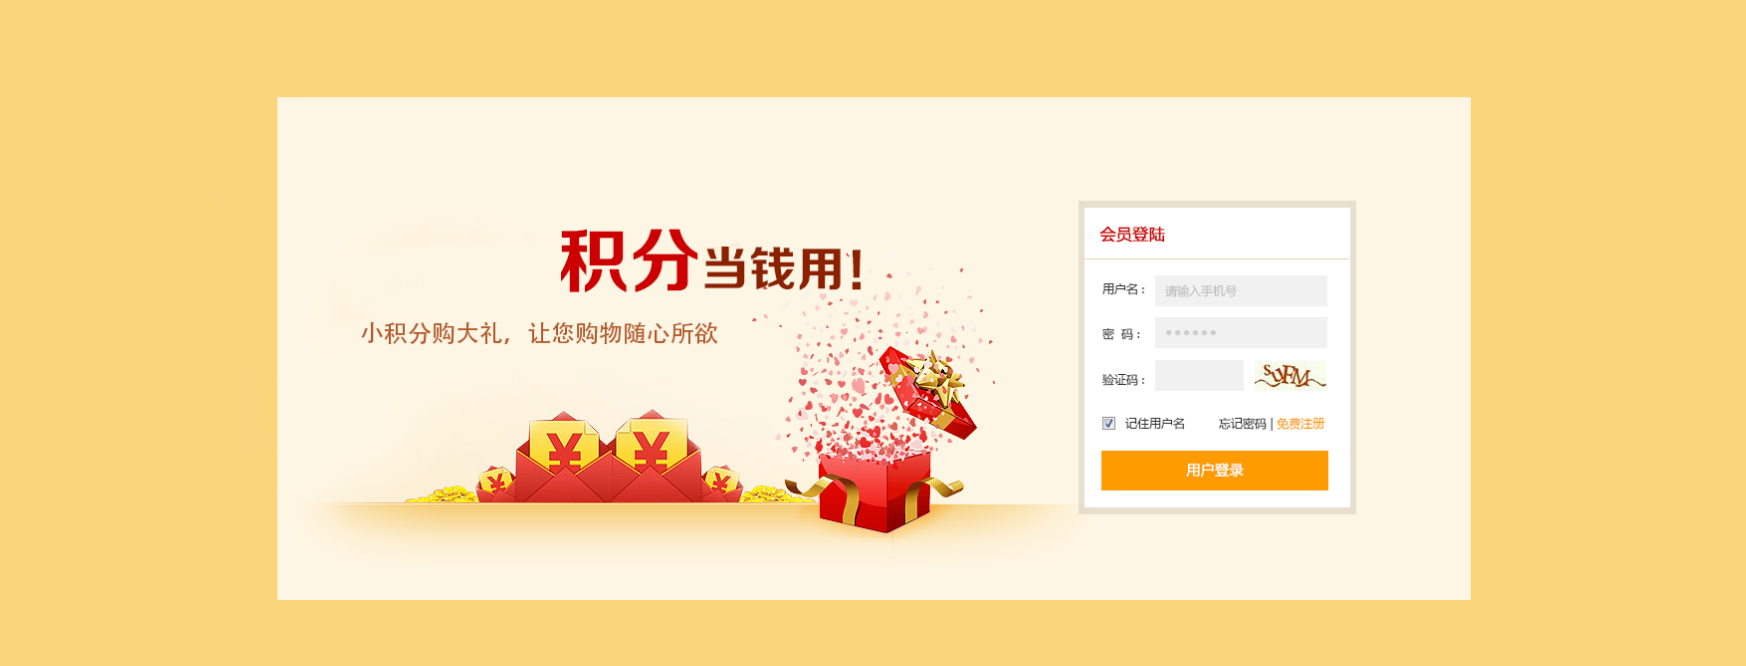 积分当钱用！
小积分购大礼，让您购物随心所欲
¥ ¥ ¥ ¥
会员登陆
用户名： 请输入手机号
密 码： ●●●●●●
验证码：
记住用户名 忘记密码 | 免费注册
用户登录